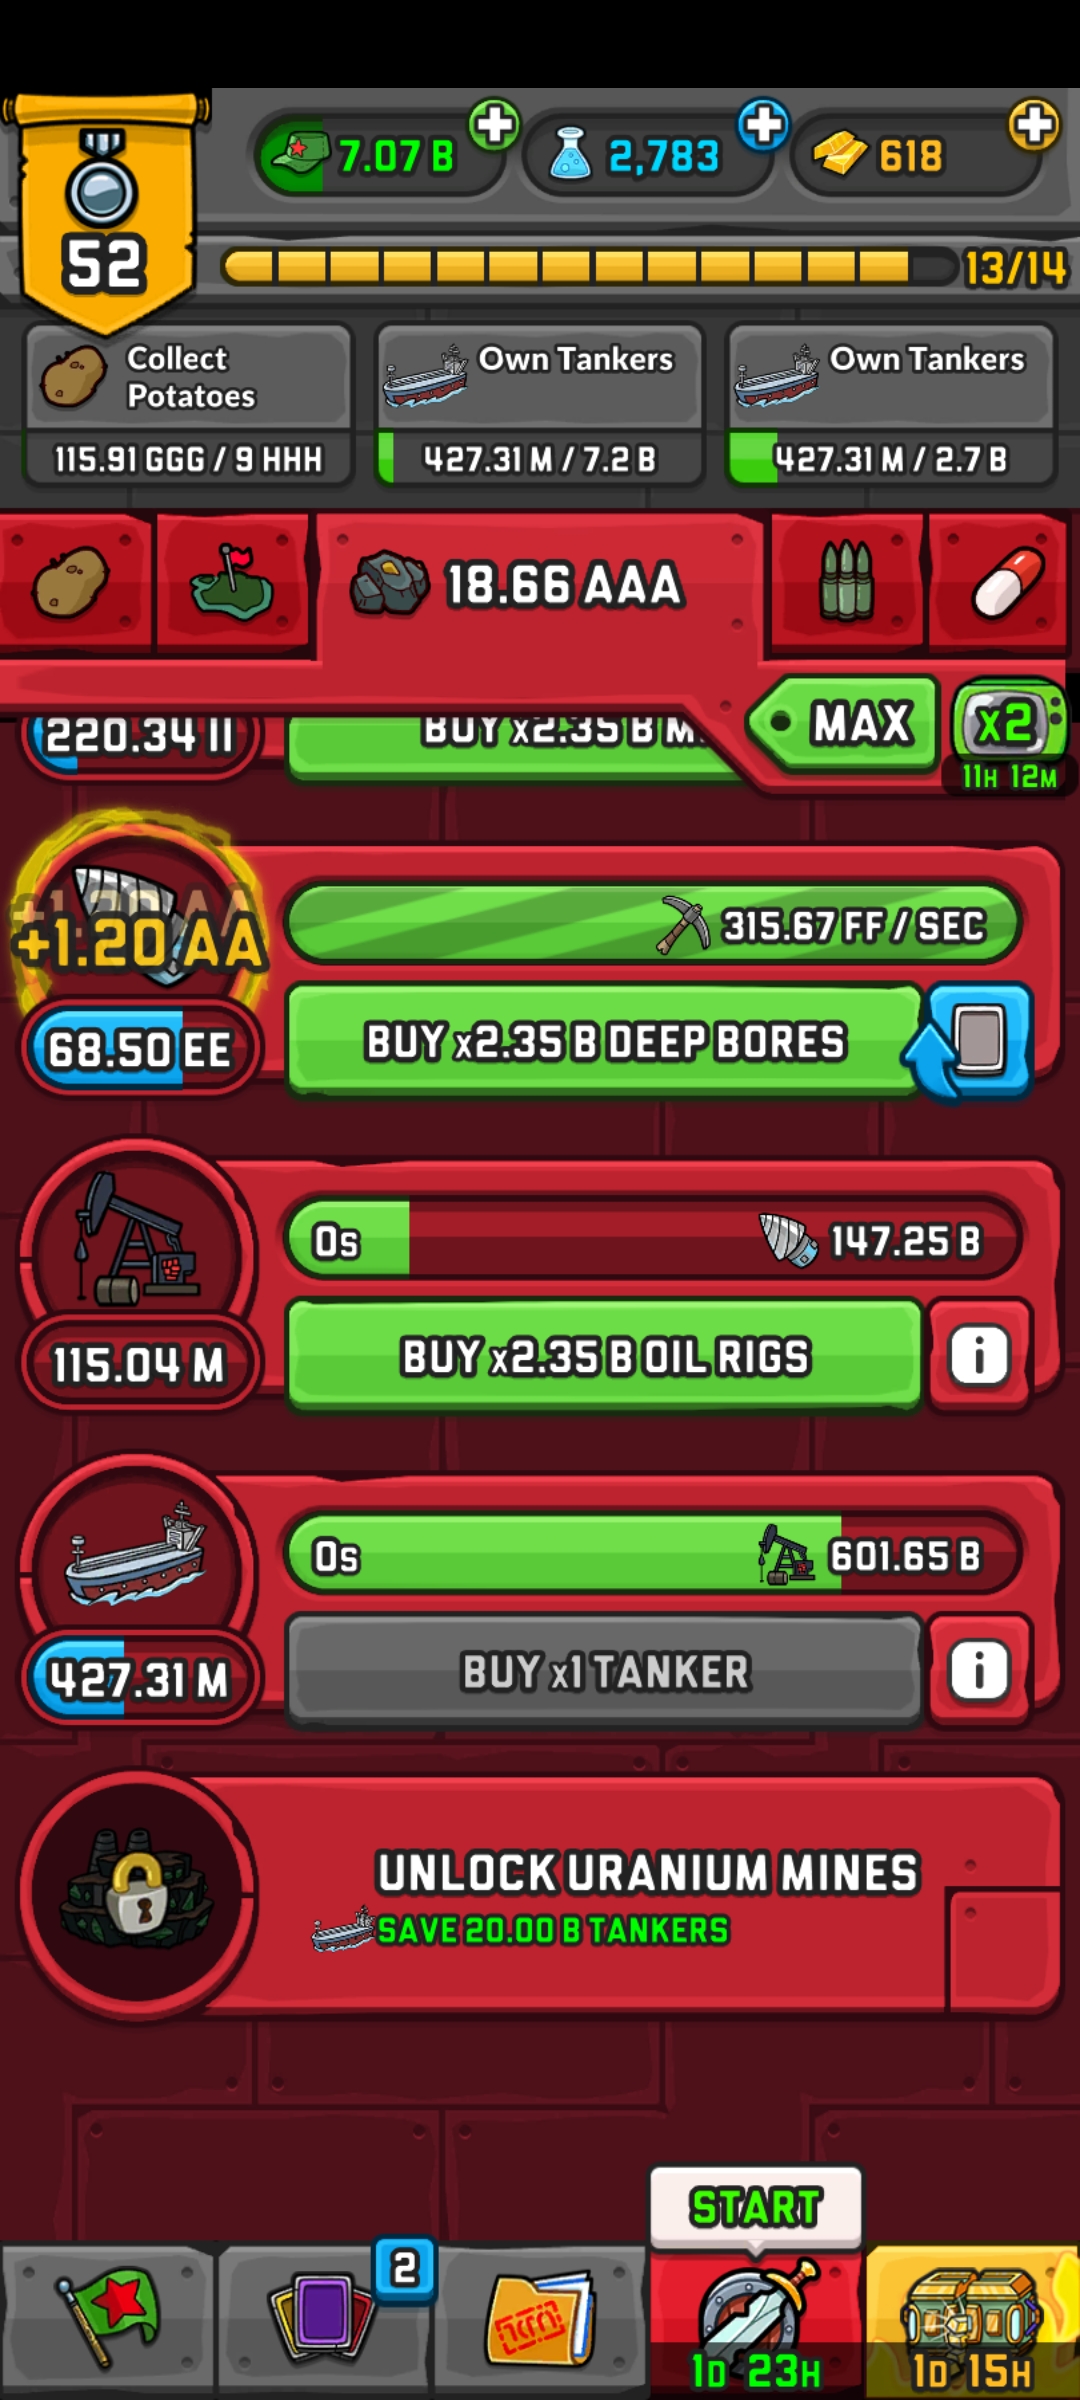 7.07 B
2,783
618
52
13/14
Collect
Potatoes
115.91 GGG / 9 HHH
Own Tankers
427.31 M / 7.2 B
Own Tankers
427.31 M / 2.7 B
18.66 AAA
MAX
X2
11H 12M
220.34 II
BUY x2.35 B
+1.20 AA
+1.20 AA
315.67 FF / SEC
68.50 EE
BUY x2.35 B DEEP BORES
0s
147.25 B
115.04 M
BUY x2.35 B OIL RIGS
i
0s
601.65 B
427.31 M
BUY x1 TANKER
i
UNLOCK URANIUM MINES
SAVE 20.00 B TANKERS
START
2
1D 23H
1D 15H